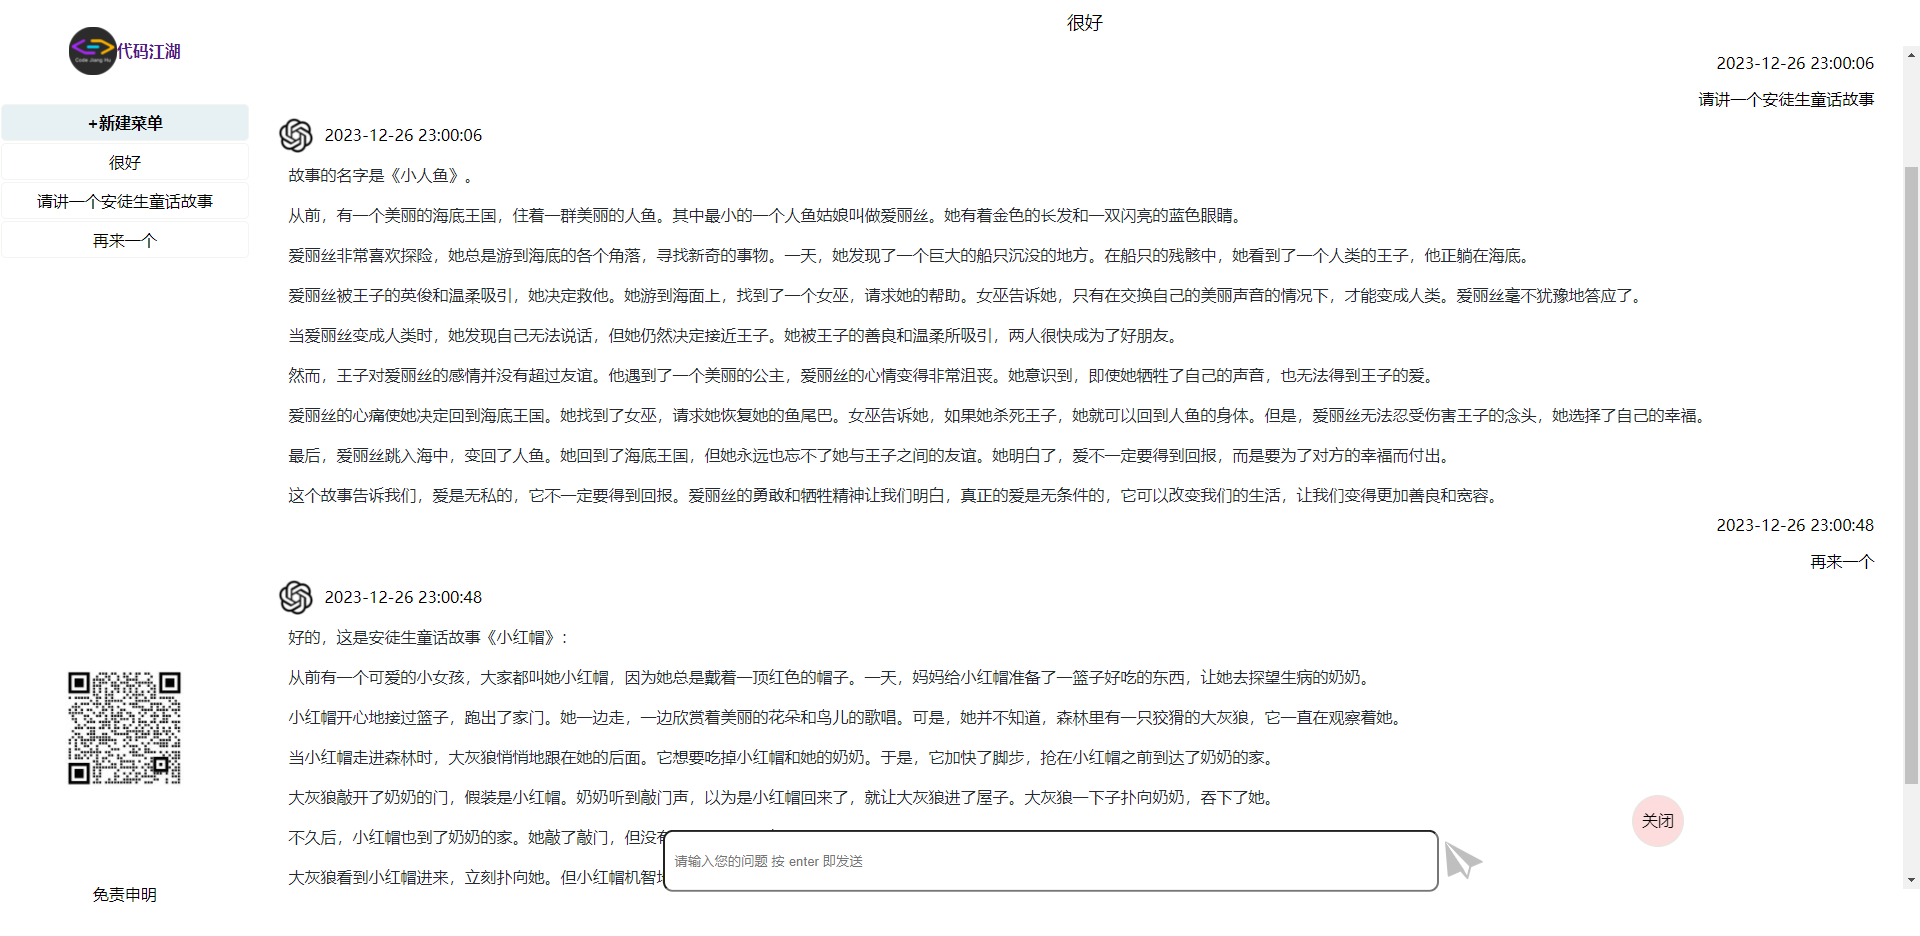 代码江湖
Code Jiang Hu
+新建菜单
很好
请讲一个安徒生童话故事
再来一个
免责申明
很好
2023-12-26 23:00:06
请讲一个安徒生童话故事
2023-12-26 23:00:06
故事的名字是《小人鱼》。
从前，有一个美丽的海底王国，住着一群美丽的人鱼。其中最小的一个人鱼姑娘叫做爱丽丝。她有着金色的长发和一双闪亮的蓝色眼睛。
爱丽丝非常喜欢探险，她总是游到海底的各个角落，寻找新奇的事物。一天，她发现了一个巨大的船只沉没的地方。在船只的残骸中，她看到了一个人类的王子，他正躺在海底。
爱丽丝被王子的英俊和温柔吸引，她决定救他。她游到海面上，找到了一个女巫，请求她的帮助。女巫告诉她，只有在交换自己的美丽声音的情况下，才能变成人类。爱丽丝毫不犹豫地答应了。
当爱丽丝变成人类时，她发现自己无法说话，但她仍然决定接近王子。她被王子的善良和温柔所吸引，两人很快成为了好朋友。
然而，王子对爱丽丝的感情并没有超过友谊。他遇到了一个美丽的公主，爱丽丝的心情变得非常沮丧。她意识到，即使她牺牲了自己的声音，也无法得到王子的爱。
爱丽丝的心痛使她决定回到海底王国。她找到了女巫，请求她恢复她的鱼尾巴。女巫告诉她，如果她杀死王子，她就可以回到人鱼的身体。但是，爱丽丝无法忍受伤害王子的念头，她选择了自己的幸福。
最后，爱丽丝跳入海中，变回了人鱼。她回到了海底王国，但她永远也忘不了她与王子之间的友谊。她明白了，爱不一定要得到回报，而是要为了对方的幸福而付出。
这个故事告诉我们，爱是无私的，它不一定要得到回报。爱丽丝的勇敢和牺牲精神让我们明白，真正的爱是无条件的，它可以改变我们的生活，让我们变得更加善良和宽容。
2023-12-26 23:00:48
再来一个
2023-12-26 23:00:48
好的，这是安徒生童话故事《小红帽》：
从前有一个可爱的小女孩，大家都叫她小红帽，因为她总是戴着一顶红色的帽子。一天，妈妈给小红帽准备了一篮子好吃的东西，让她去探望生病的奶奶。
小红帽开心地接过篮子，跑出了家门。她一边走，一边欣赏着美丽的花朵和鸟儿的歌唱。可是，她并不知道，森林里有一只狡猾的大灰狼，它一直在观察着她。
当小红帽走进森林时，大灰狼悄悄地跟在她的后面。它想要吃掉小红帽和她的奶奶。于是，它加快了脚步，抢在小红帽之前到达了奶奶的家。
大灰狼敲开了奶奶的门，假装是小红帽。奶奶听到敲门声，以为是小红帽回来了，就让大灰狼进了屋子。大灰狼一下子扑向奶奶，吞下了她。
不久后，小红帽也到了奶奶的家。她敲了敲门，但没
大灰狼看到小红帽进来，立刻扑向她。但小红帽机智
请输入您的问题 按 enter 即发送
关闭